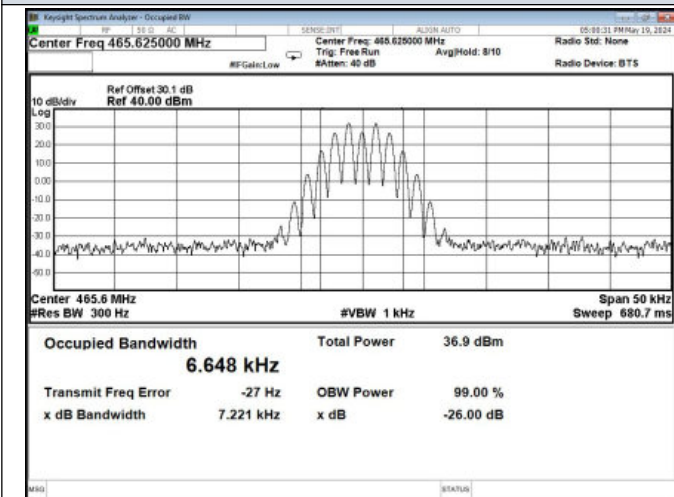 Keysight Spectrum Analyzer - Occupied BW
RF 50 Ω AC SENSE:INT ALIGN AUTO 05:00:31 PM May 19, 2024
Center Freq 465.625000 MHz Center Freq: 465.625000 MHz Radio Std: None
Trig: Free Run Avg|Hold: 8/10
#IFGain:Low #Atten: 40 dB Radio Device: BTS
Ref Offset 30.1 dB
10 dB/div Ref 40.00 dBm
Log
30.0
20.0
10.0
0.00
-10.0
-20.0
-30.0
-40.0
-50.0
Center 465.6 MHz Span 50 kHz
#Res BW 300 Hz #VBW 1 kHz Sweep 680.7 ms
Occupied Bandwidth Total Power 36.9 dBm
6.648 kHz
Transmit Freq Error -27 Hz OBW Power 99.00 %
x dB Bandwidth 7.221 kHz x dB -26.00 dB
MSG STATUS